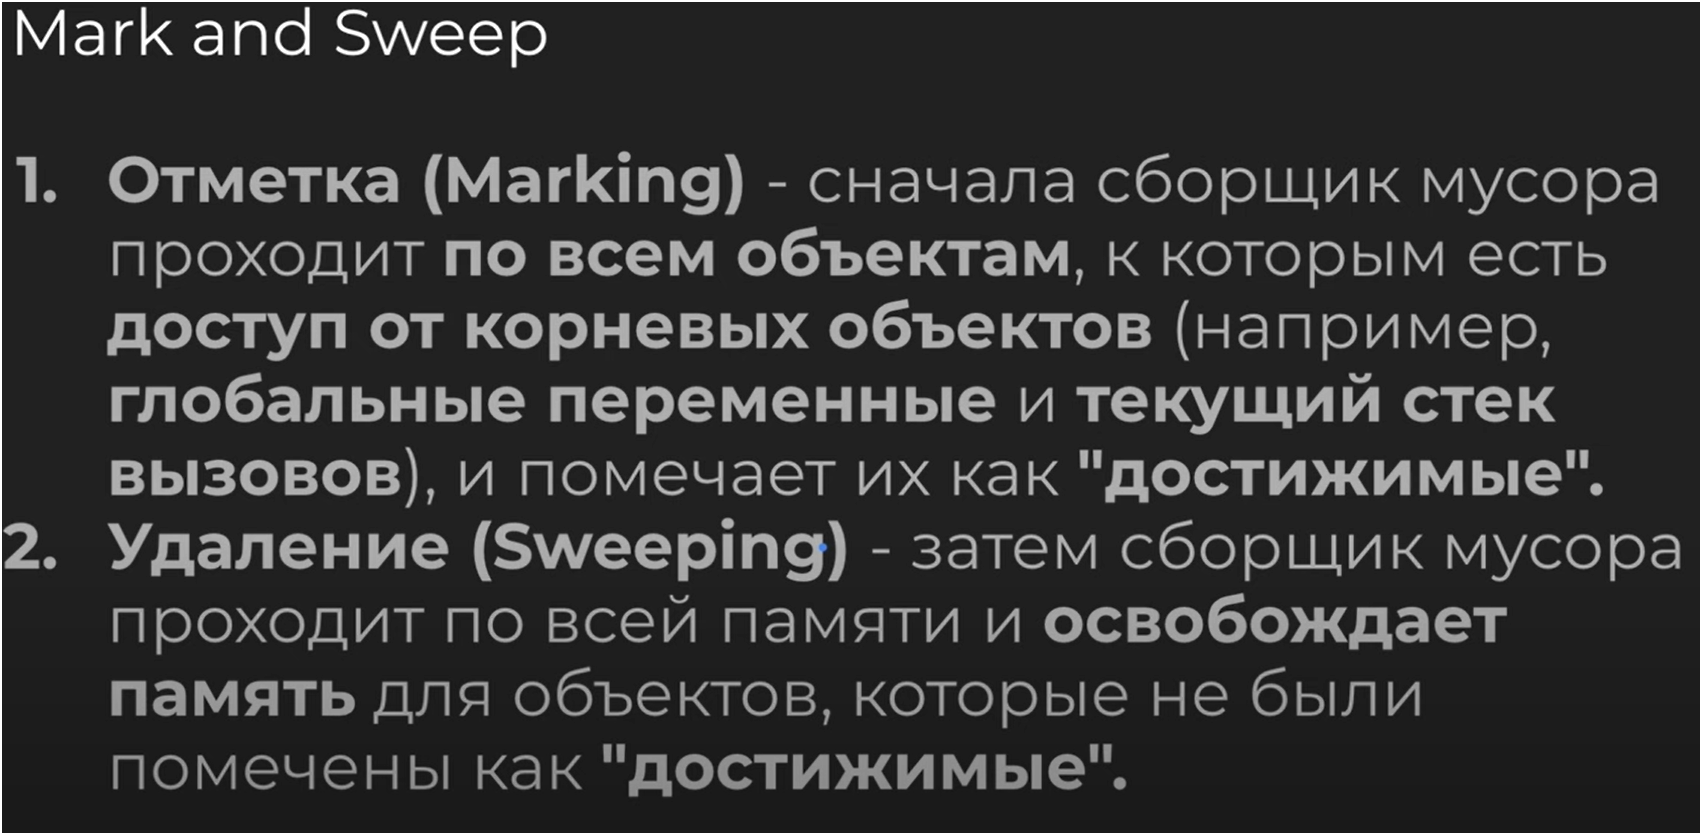 Mark and Sweep
1. Отметка (Marking) - сначала сборщик мусора
проходит по всем объектам, к которым есть
доступ от корневых объектов (например,
глобальные переменные и текущий стек
вызовов), и помечает их как "достижимые".
2. Удаление (Sweeping) - затем сборщик мусора
проходит по всей памяти и освобождает
память для объектов, которые не были
помечены как "достижимые".